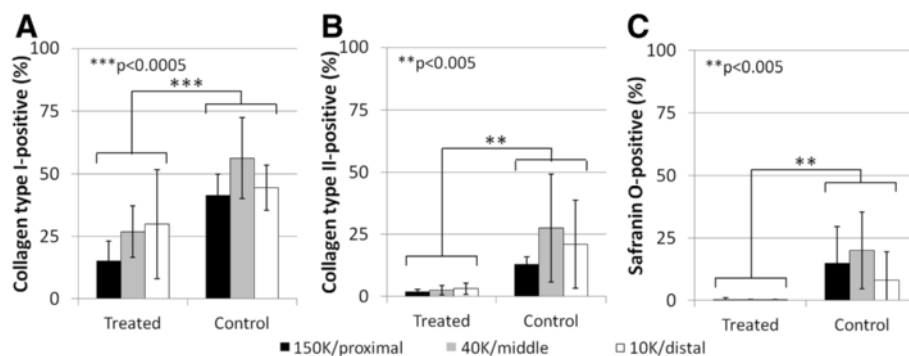 A
Collagen type I-positive (%)
100
75
50
25
0
***p<0.0005
***
Treated
Control
B
Collagen type II-positive (%)
100
75
50
25
0
**p<0.005
**
Treated
Control
C
Safranin O-positive (%)
100
75
50
25
0
**p<0.005
**
Treated
Control
150K/proximal 40K/middle 10K/distal